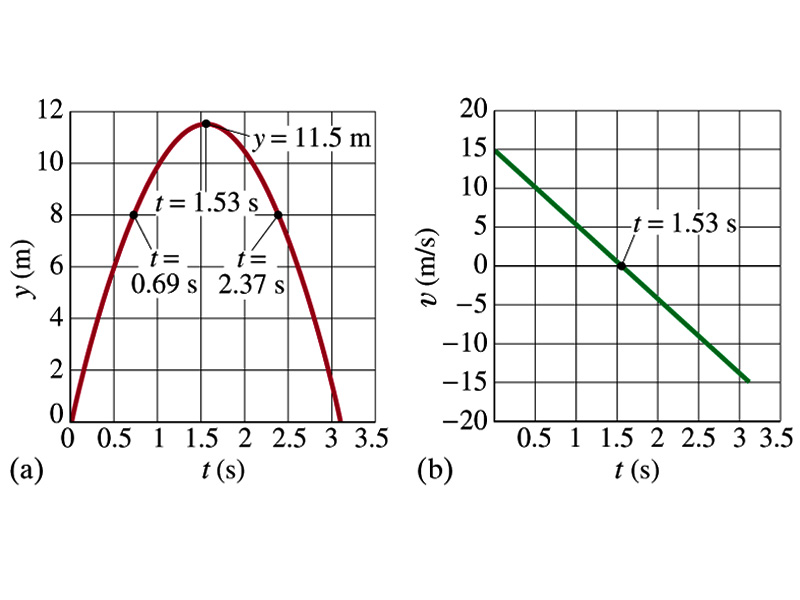 12
10
8
6
4
2
0
y (m)
y = 11.5 m
t = 1.53 s
t =
0.69 s
t =
2.37 s
0 0.5 1 1.5 2 2.5 3 3.5
t (s)
(a)
20
15
10
5
0
−5
−10
−15
−20
v (m/s)
t = 1.53 s
0.5 1 1.5 2 2.5 3 3.5
t (s)
(b)